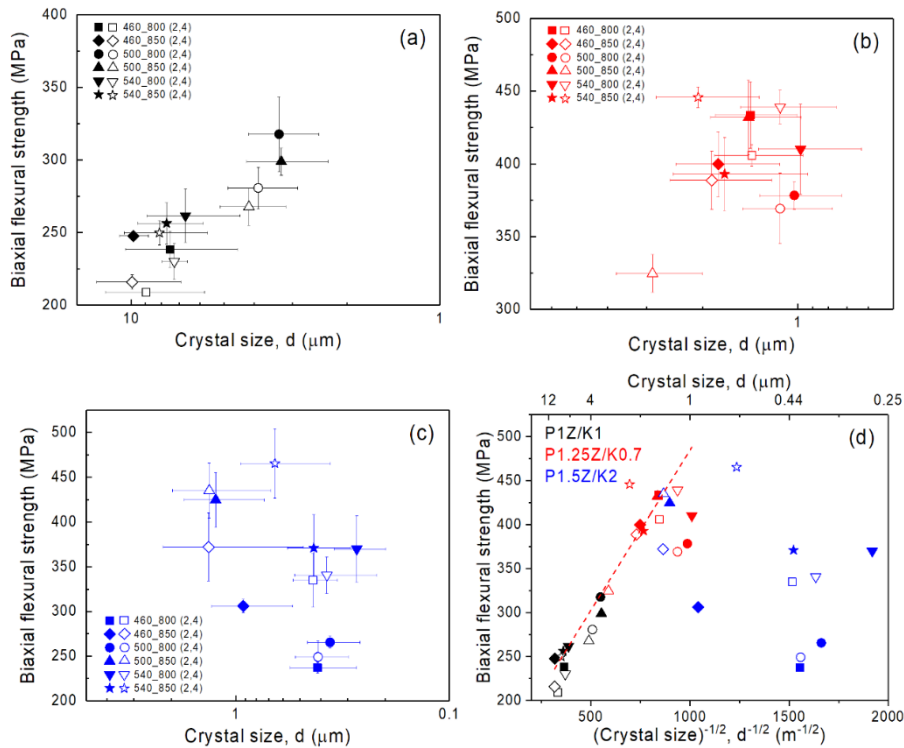 400
(a)
460_800 (2,4)
460_850 (2,4)
500_800 (2,4)
500_850 (2,4)
540_800 (2,4)
540_850 (2,4)
350
300
250
200
Biaxial flexural strength (MPa)
10
1
Crystal size, d (μm)
500
(b)
460_800 (2,4)
460_850 (2,4)
500_800 (2,4)
500_850 (2,4)
540_800 (2,4)
540_850 (2,4)
400
300
Biaxial flexural strength (MPa)
1
Crystal size, d (μm)
500
(c)
450
400
350
300
250
200
Biaxial flexural strength (MPa)
460_800 (2,4)
460_850 (2,4)
500_800 (2,4)
500_850 (2,4)
540_800 (2,4)
540_850 (2,4)
1
0.1
Crystal size, d (μm)
Crystal size, d (μm)
12 4 1 0.44 0.25
500
P1Z/K1
(d)
P1.25Z/K0.7
P1.5Z/K2
450
400
350
300
250
200
Biaxial flexural strength (MPa)
500 1000 1500 2000
(Crystal size)-1/2, d-1/2 (m-1/2)